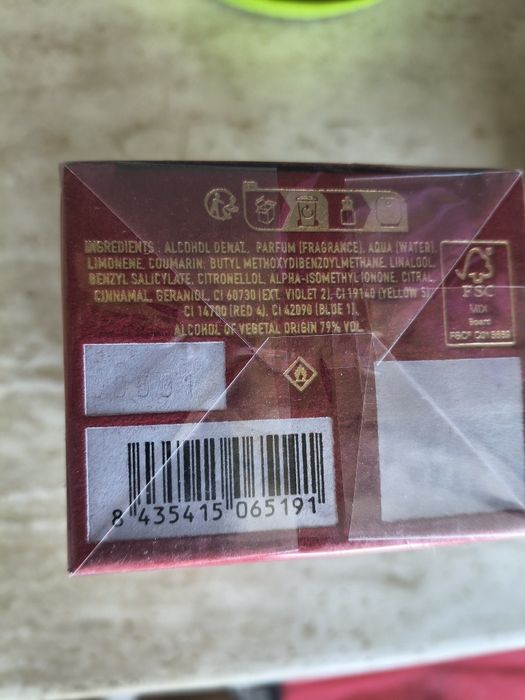 INGREDIENTS : ALCOHOL DENAT., PARFUM (FRAGRANCE), AQUA (WATER),
LIMONENE, COUMARIN, BUTYL METHOXYDIBENZOYLMETHANE, LINALOOL,
BENZYL SALICYLATE, CITRONELLOL, ALPHA-ISOMETHYL IONONE, CITRAL,
CINNAMAL, GERANIOL, CI 60730 (EXT. VIOLET 2), CI 19140 (YELLOW 5),
CI 14700 (RED 4), CI 42090 (BLUE 1).
ALCOHOL OF VEGETAL ORIGIN 79% VOL.
FSC
MIX
Board
8 435415 065191